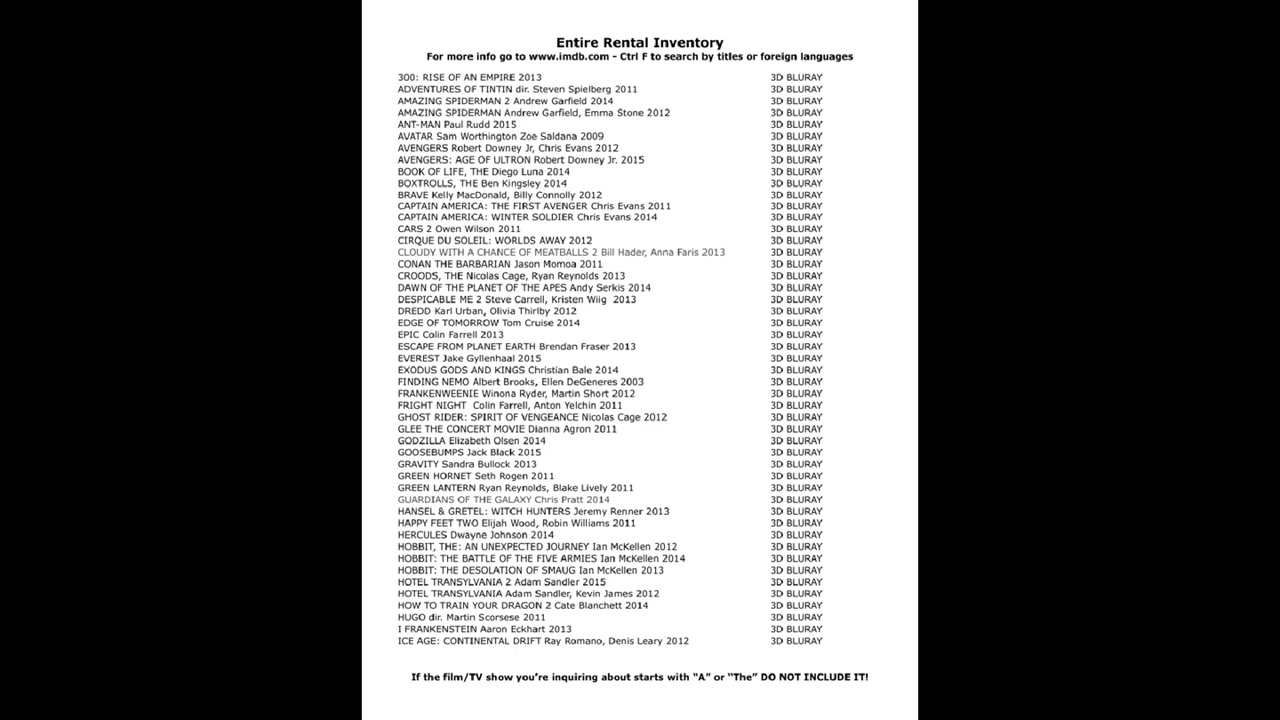 Entire Rental Inventory
For more info go to www.imdb.com - Ctrl F to search by titles or foreign languages
300: RISE OF AN EMPIRE 2013 3D BLURAY
ADVENTURES OF TINTIN dir. Steven Spielberg 2011 3D BLURAY
AMAZING SPIDERMAN 2 Andrew Garfield 2014 3D BLURAY
AMAZING SPIDERMAN Andrew Garfield, Emma Stone 2012 3D BLURAY
ANT-MAN Paul Rudd 2015 3D BLURAY
AVATAR Sam Worthington Zoe Saldana 2009 3D BLURAY
AVENGERS Robert Downey Jr, Chris Evans 2012 3D BLURAY
AVENGERS: AGE OF ULTRON Robert Downey Jr. 2015 3D BLURAY
BOOK OF LIFE, THE Diego Luna 2014 3D BLURAY
BOXTROLLS, THE Ben Kingsley 2014 3D BLURAY
BRAVE Kelly MacDonald, Billy Connolly 2012 3D BLURAY
CAPTAIN AMERICA: THE FIRST AVENGER Chris Evans 2011 3D BLURAY
CAPTAIN AMERICA: WINTER SOLDIER Chris Evans 2014 3D BLURAY
CARS 2 Owen Wilson 2011 3D BLURAY
CIRQUE DU SOLEIL: WORLDS AWAY 2012 3D BLURAY
CLOUDY WITH A CHANCE OF MEATBALLS 2 Bill Hader, Anna Faris 2013 3D BLURAY
CONAN THE BARBARIAN Jason Momoa 2011 3D BLURAY
CROODS, THE Nicolas Cage, Ryan Reynolds 2013 3D BLURAY
DAWN OF THE PLANET OF THE APES Andy Serkis 2014 3D BLURAY
DESPICABLE ME 2 Steve Carrell, Kristen Wiig 2013 3D BLURAY
DREDD Karl Urban, Olivia Thirlby 2012 3D BLURAY
EDGE OF TOMORROW Tom Cruise 2014 3D BLURAY
EPIC Colin Farrell 2013 3D BLURAY
ESCAPE FROM PLANET EARTH Brendan Fraser 2013 3D BLURAY
EVEREST Jake Gyllenhaal 2015 3D BLURAY
EXODUS GODS AND KINGS Christian Bale 2014 3D BLURAY
FINDING NEMO Albert Brooks, Ellen DeGeneres 2003 3D BLURAY
FRANKENWEENIE Winona Ryder, Martin Short 2012 3D BLURAY
FRIGHT NIGHT Colin Farrell, Anton Yelchin 2011 3D BLURAY
GHOST RIDER: SPIRIT OF VENGEANCE Nicolas Cage 2012 3D BLURAY
GLEE THE CONCERT MOVIE Dianna Agron 2011 3D BLURAY
GODZILLA Elizabeth Olsen 2014 3D BLURAY
GOOSEBUMPS Jack Black 2015 3D BLURAY
GRAVITY Sandra Bullock 2013 3D BLURAY
GREEN HORNET Seth Rogen 2011 3D BLURAY
GREEN LANTERN Ryan Reynolds, Blake Lively 2011 3D BLURAY
GUARDIANS OF THE GALAXY Chris Pratt 2014 3D BLURAY
HANSEL & GRETEL: WITCH HUNTERS Jeremy Renner 2013 3D BLURAY
HAPPY FEET TWO Elijah Wood, Robin Williams 2011 3D BLURAY
HERCULES Dwayne Johnson 2014 3D BLURAY
HOBBIT, THE: AN UNEXPECTED JOURNEY Ian McKellen 2012 3D BLURAY
HOBBIT: THE BATTLE OF THE FIVE ARMIES Ian McKellen 2014 3D BLURAY
HOBBIT: THE DESOLATION OF SMAUG Ian McKellen 2013 3D BLURAY
HOTEL TRANSYLVANIA 2 Adam Sandler 2015 3D BLURAY
HOTEL TRANSYLVANIA Adam Sandler, Kevin James 2012 3D BLURAY
HOW TO TRAIN YOUR DRAGON 2 Cate Blanchett 2014 3D BLURAY
HUGO dir. Martin Scorsese 2011 3D BLURAY
I FRANKENSTEIN Aaron Eckhart 2013 3D BLURAY
ICE AGE: CONTINENTAL DRIFT Ray Romano, Denis Leary 2012 3D BLURAY
If the film/TV show you're inquiring about starts with “A” or “The” DO NOT INCLUDE IT!